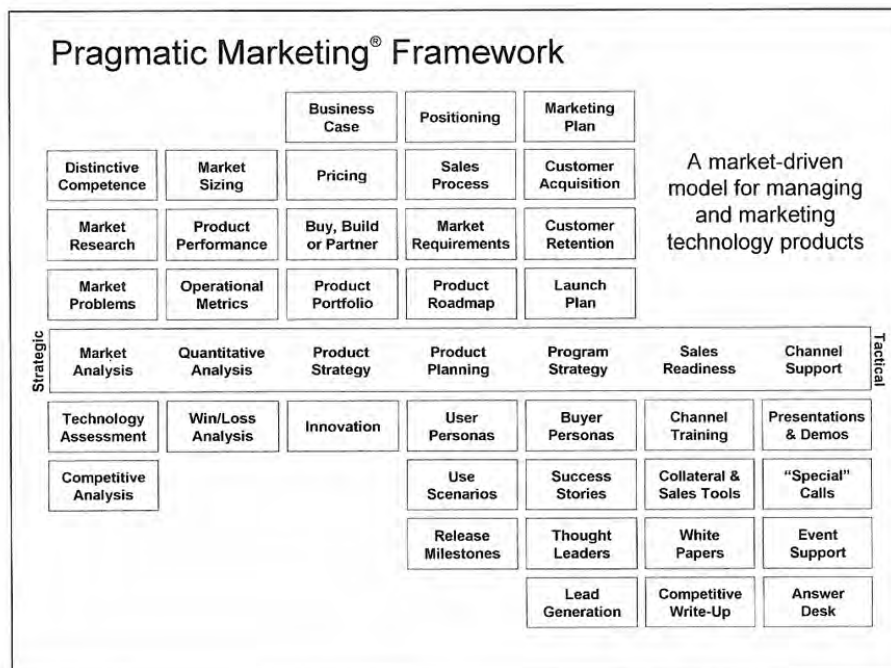 Pragmatic Marketing® Framework
Business
Case
Positioning
Marketing
Plan
Distinctive
Competence
Market
Sizing
Pricing
Sales
Process
Customer
Acquisition
A market-driven
model for managing
and marketing
technology products
Market
Research
Product
Performance
Buy, Build
or Partner
Market
Requirements
Customer
Retention
Market
Problems
Operational
Metrics
Product
Portfolio
Product
Roadmap
Launch
Plan
Strategic
Market
Analysis
Quantitative
Analysis
Product
Strategy
Product
Planning
Program
Strategy
Sales
Readiness
Channel
Support
Tactical
Technology
Assessment
Win/Loss
Analysis
Innovation
User
Personas
Buyer
Personas
Channel
Training
Presentations
& Demos
Competitive
Analysis
Use
Scenarios
Success
Stories
Collateral &
Sales Tools
“Special”
Calls
Release
Milestones
Thought
Leaders
White
Papers
Event
Support
Lead
Generation
Competitive
Write-Up
Answer
Desk